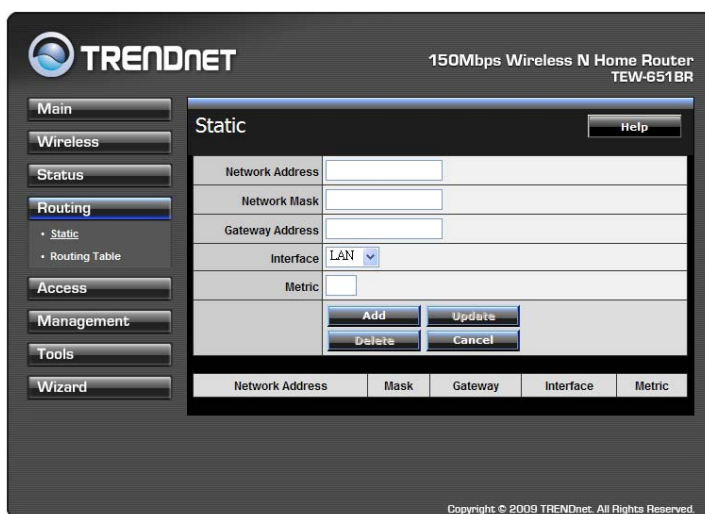 TRENDNET
150Mbps Wireless N Home Router
TEW-651BR
Main
Wireless
Status
Routing
• Static
• Routing Table
Access
Management
Tools
Wizard
Static
Help
Network Address
Network Mask
Gateway Address
Interface LAN
Metric
Add Update
Delete Cancel
Network Address Mask Gateway Interface Metric
Copyright © 2009 TRENDnet. All Rights Reserved.